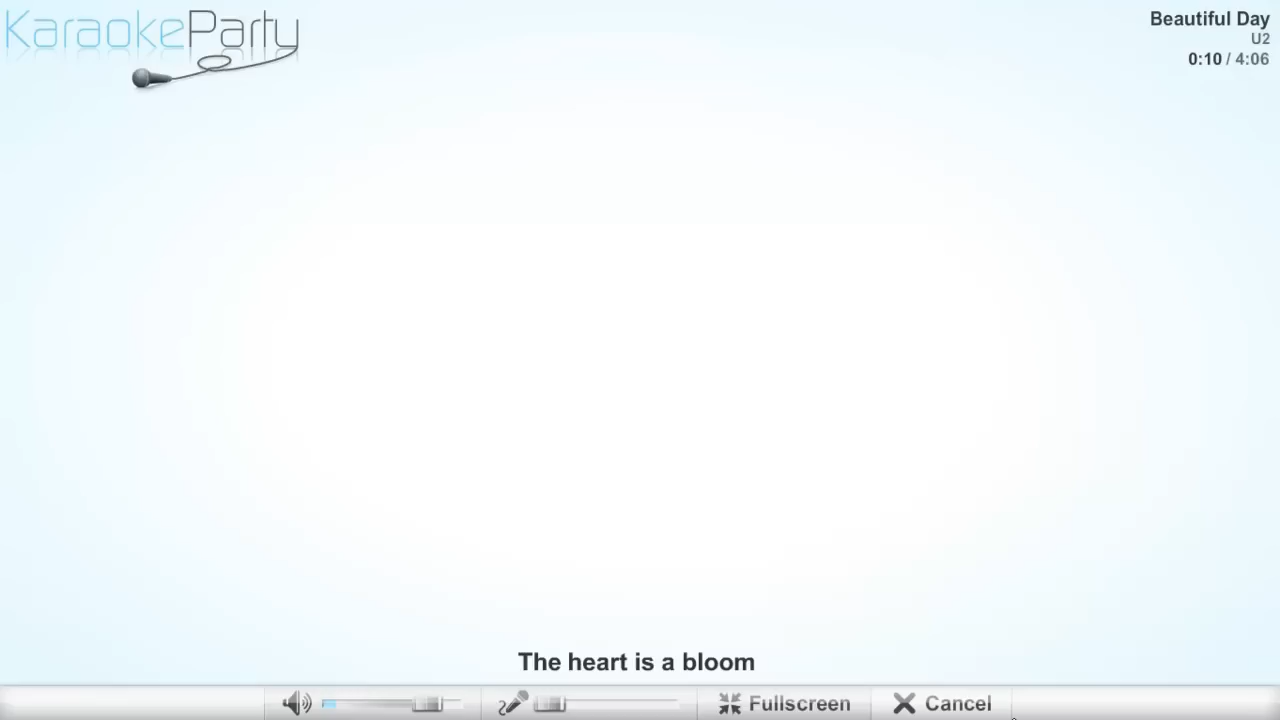 KaraokeParty
Beautiful Day
U2
0:10 / 4:06
The heart is a bloom
Fullscreen
Cancel